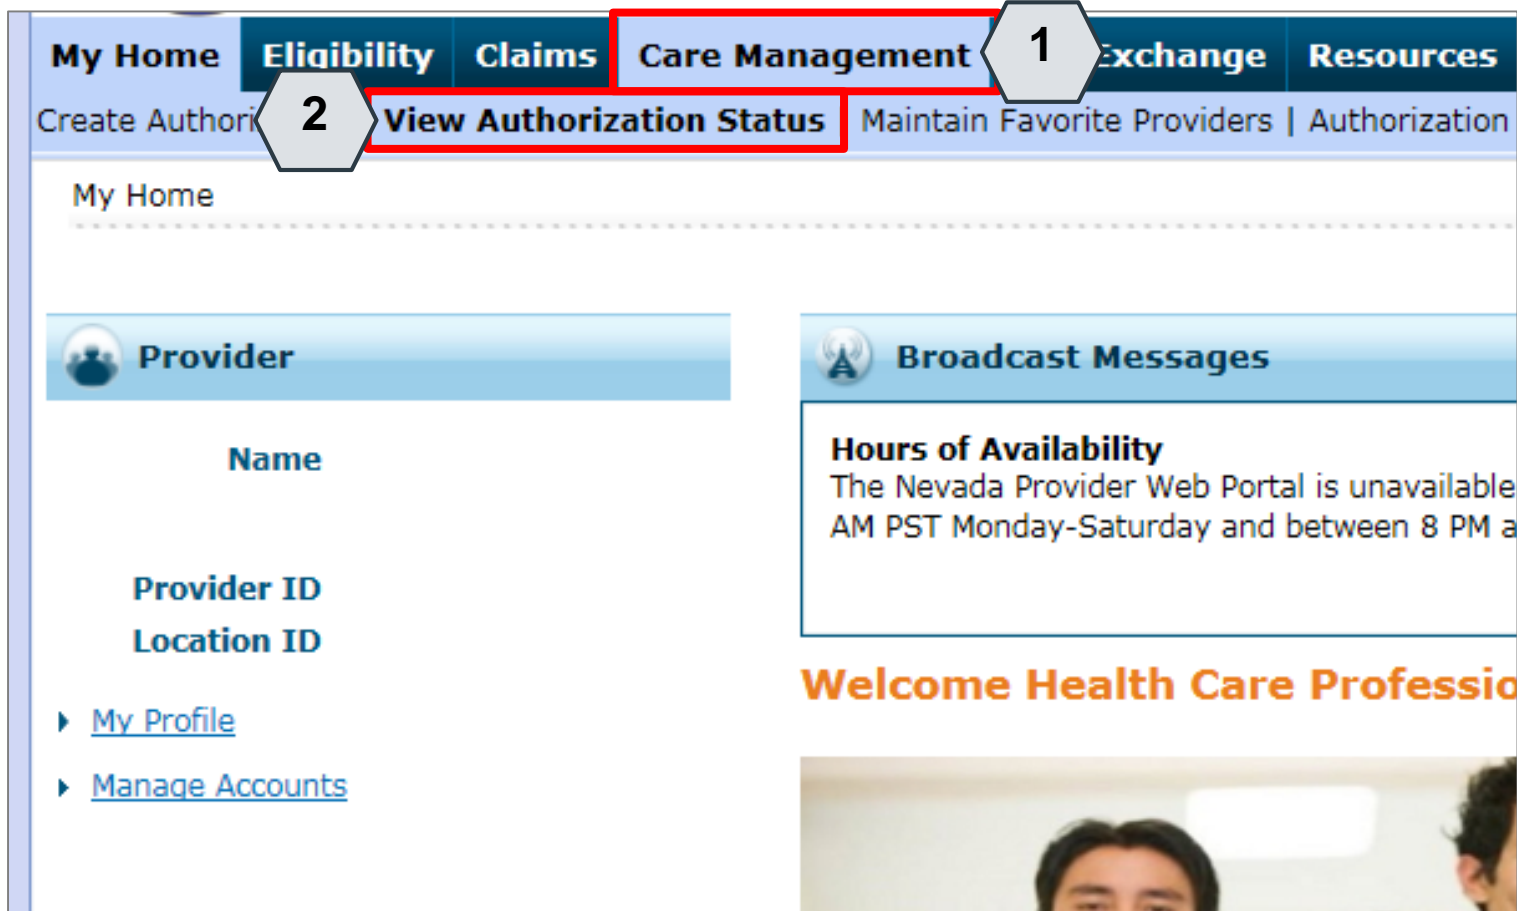 My Home Eligibility Claims Care Management 1 Exchange Resources
Create Authori 2 View Authorization Status Maintain Favorite Providers | Authorization
My Home
Provider
Broadcast Messages
Name
Hours of Availability
The Nevada Provider Web Portal is unavailable
AM PST Monday-Saturday and between 8 PM a
Provider ID
Location ID
Welcome Health Care Professio
My Profile
Manage Accounts